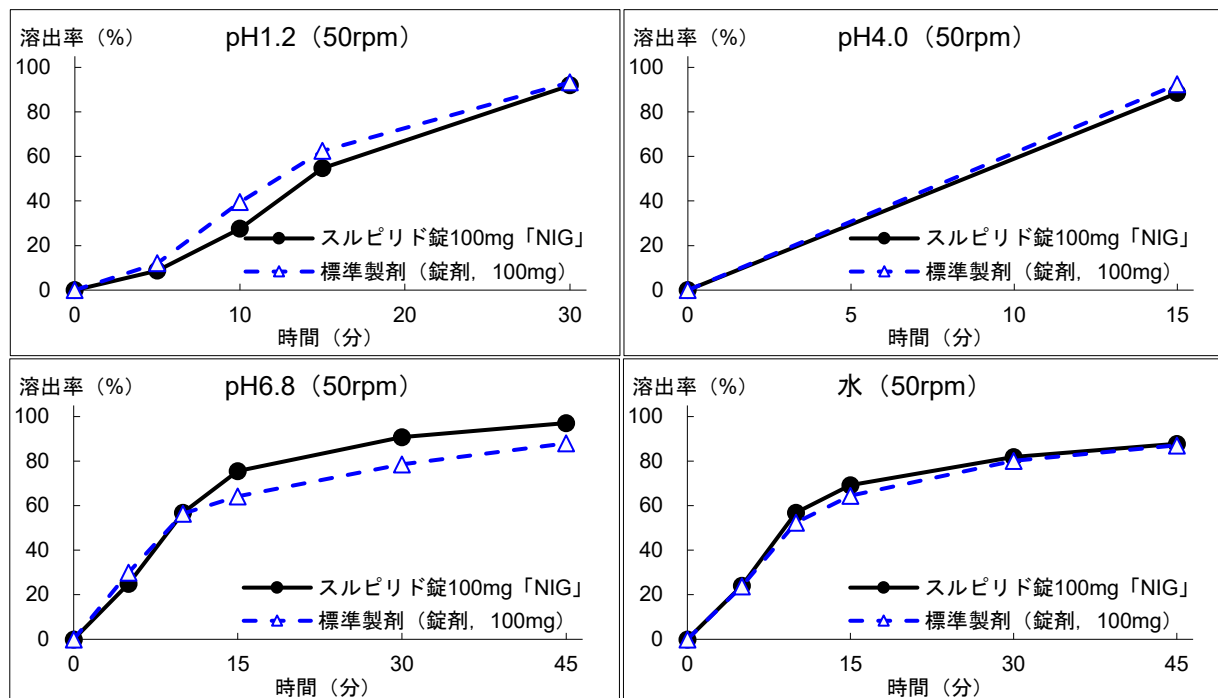 溶出率（%） pH1.2（50rpm）
100
80
60
40
20
0
スルピリド錠100mg「NIG」
標準製剤（錠剤，100mg）
0 10 20 30
時間（分）
溶出率（%） pH4.0（50rpm）
100
80
60
40
20
0
スルピリド錠100mg「NIG」
標準製剤（錠剤，100mg）
0 5 10 15
時間（分）
溶出率（%） pH6.8（50rpm）
100
80
60
40
20
0
スルピリド錠100mg「NIG」
標準製剤（錠剤，100mg）
0 15 30 45
時間（分）
溶出率（%） 水（50rpm）
100
80
60
40
20
0
スルピリド錠100mg「NIG」
標準製剤（錠剤，100mg）
0 15 30 45
時間（分）